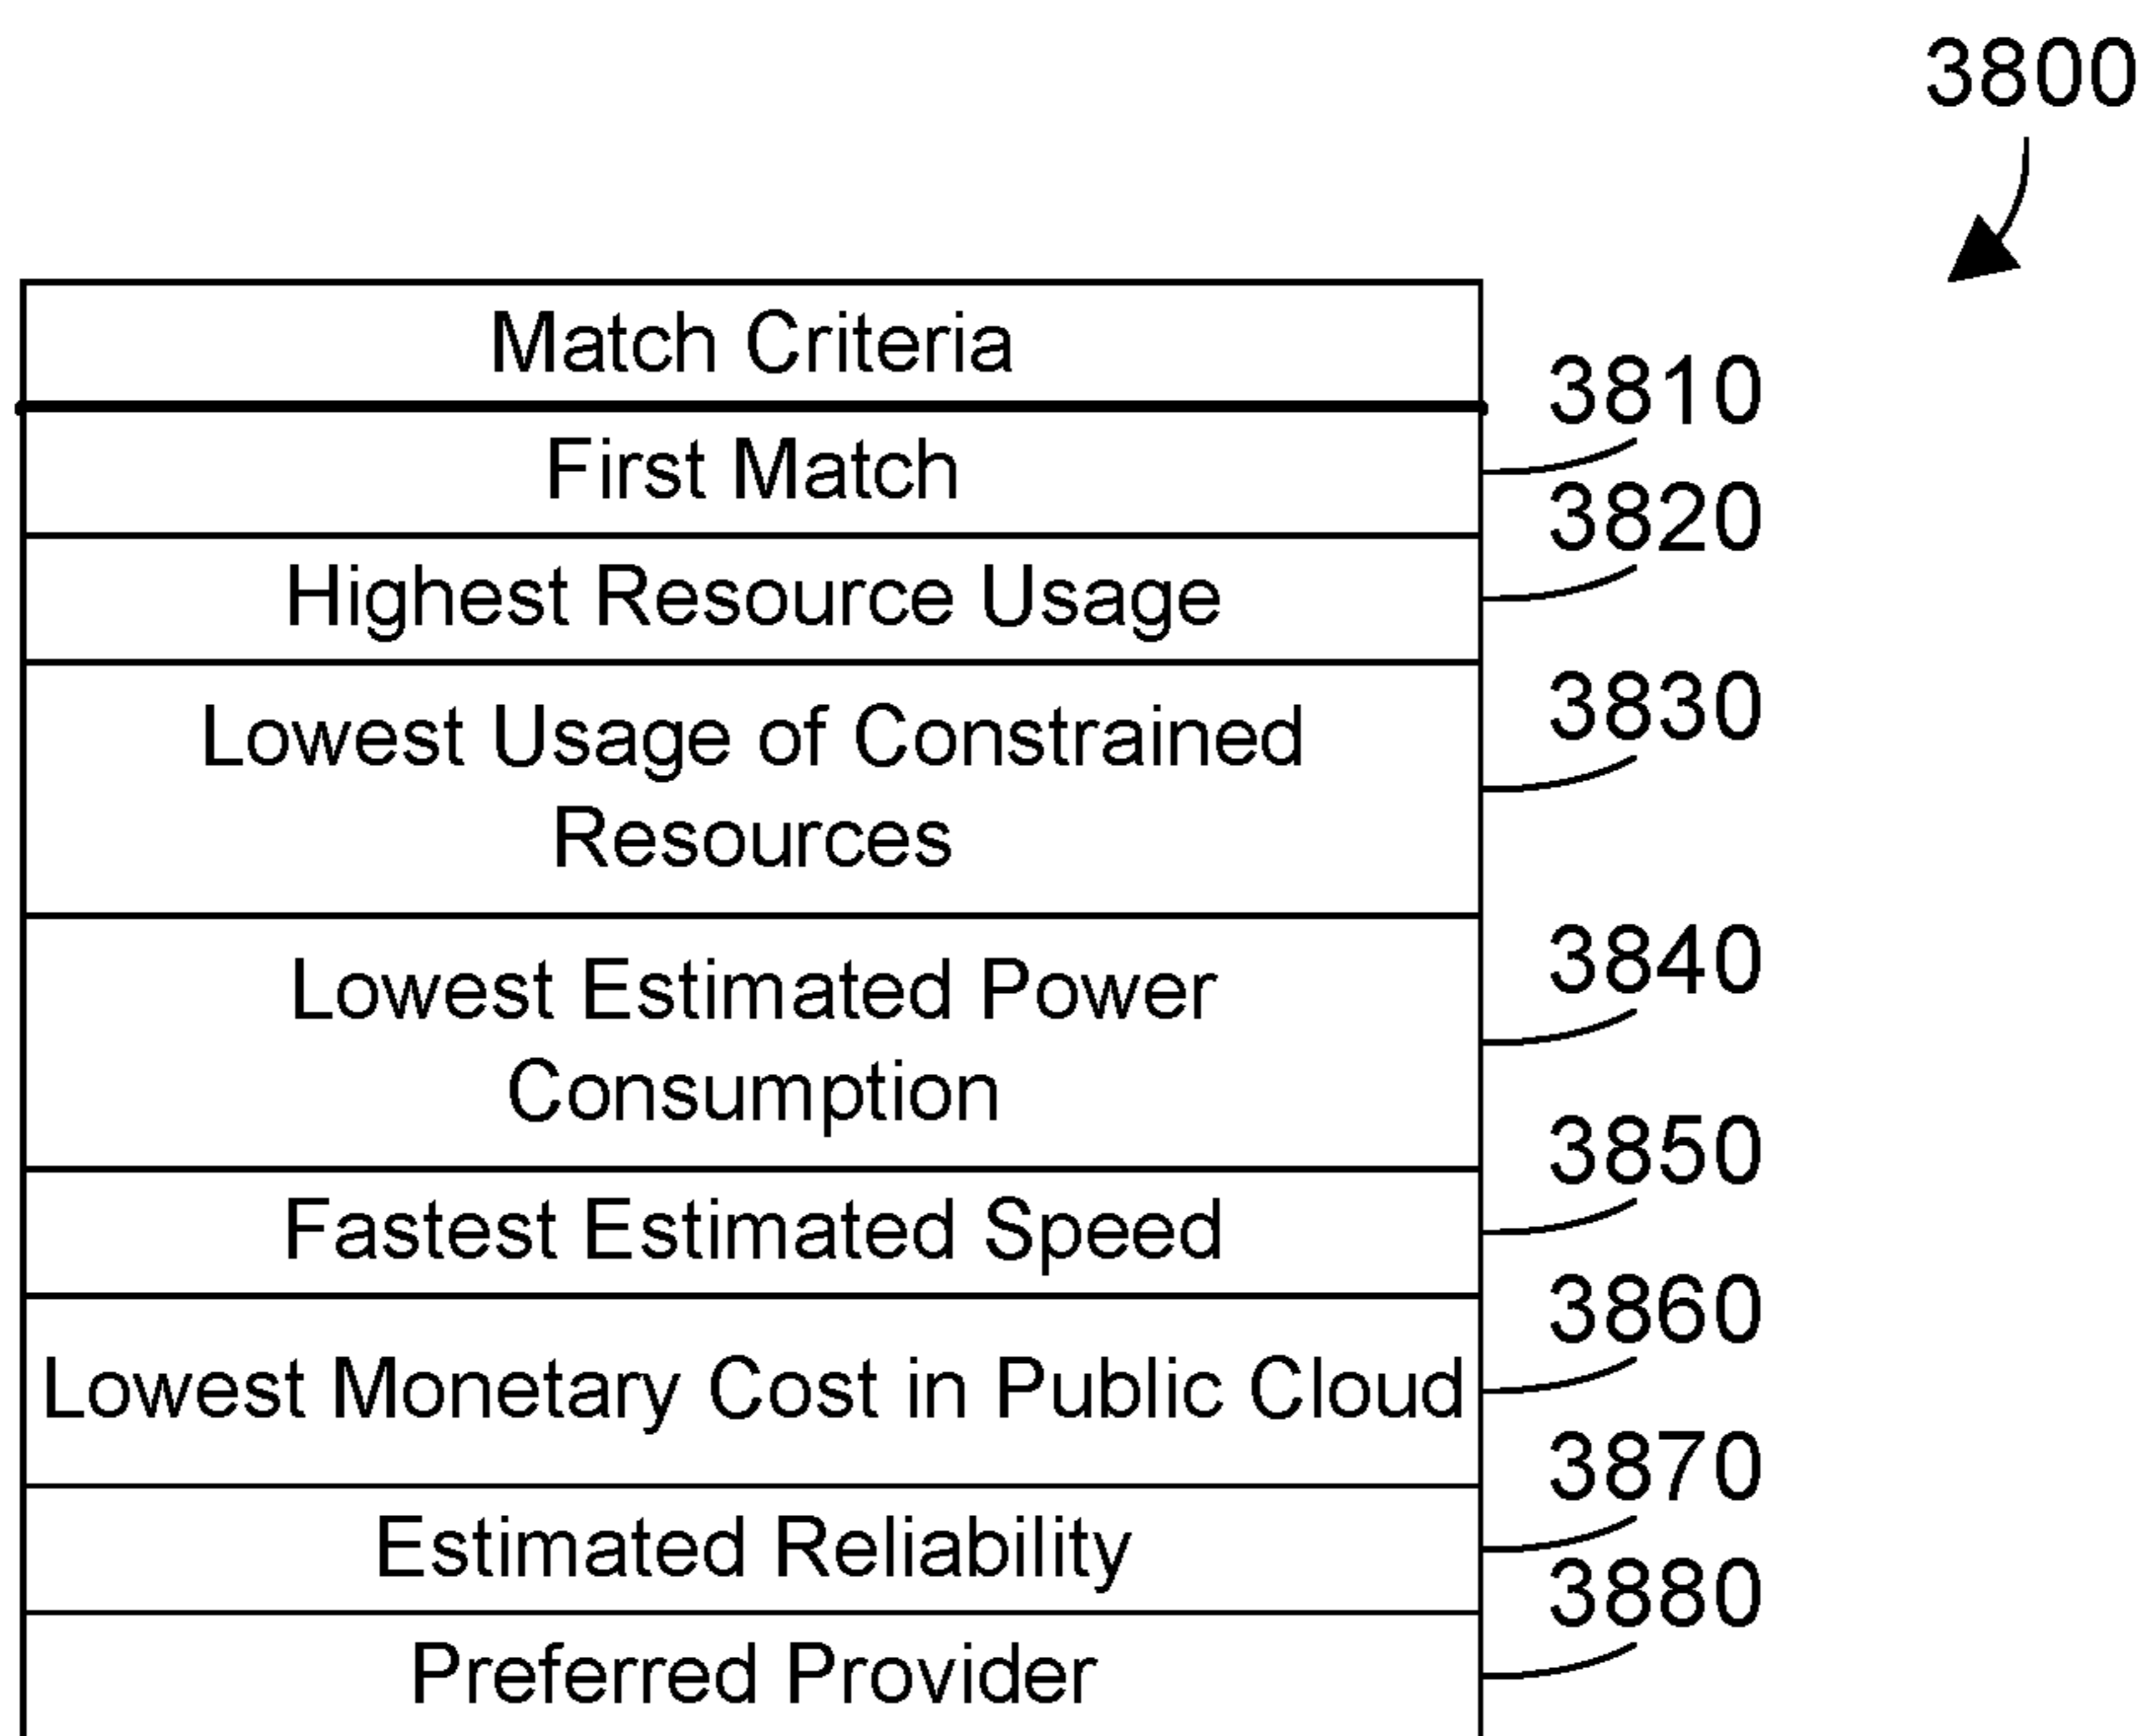 3800
Match Criteria
3810
First Match
3820
Highest Resource Usage
3830
Lowest Usage of Constrained
Resources
3840
Lowest Estimated Power
Consumption
3850
Fastest Estimated Speed
3860
Lowest Monetary Cost in Public Cloud
3870
Estimated Reliability
3880
Preferred Provider